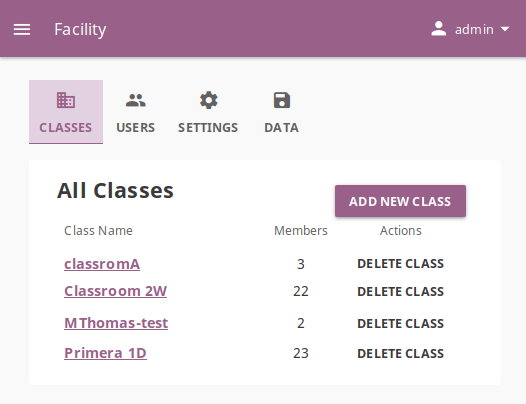 Facility
admin
CLASSES USERS SETTINGS DATA
All Classes
ADD NEW CLASS
Class Name Members Actions
classromA 3 DELETE CLASS
Classroom 2W 22 DELETE CLASS
MThomas-test 2 DELETE CLASS
Primera 1D 23 DELETE CLASS